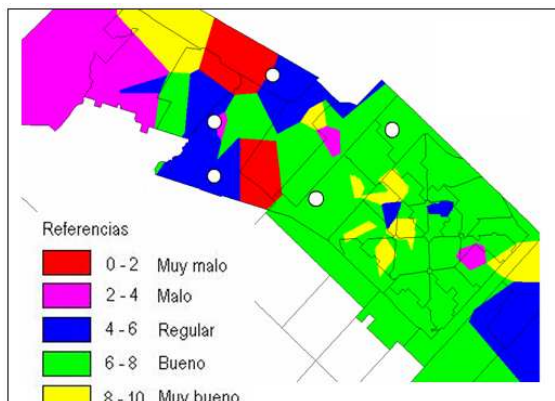 Referencias
0 - 2 Muy malo
2 - 4 Malo
4 - 6 Regular
6 - 8 Bueno
8 - 10 Muy bueno